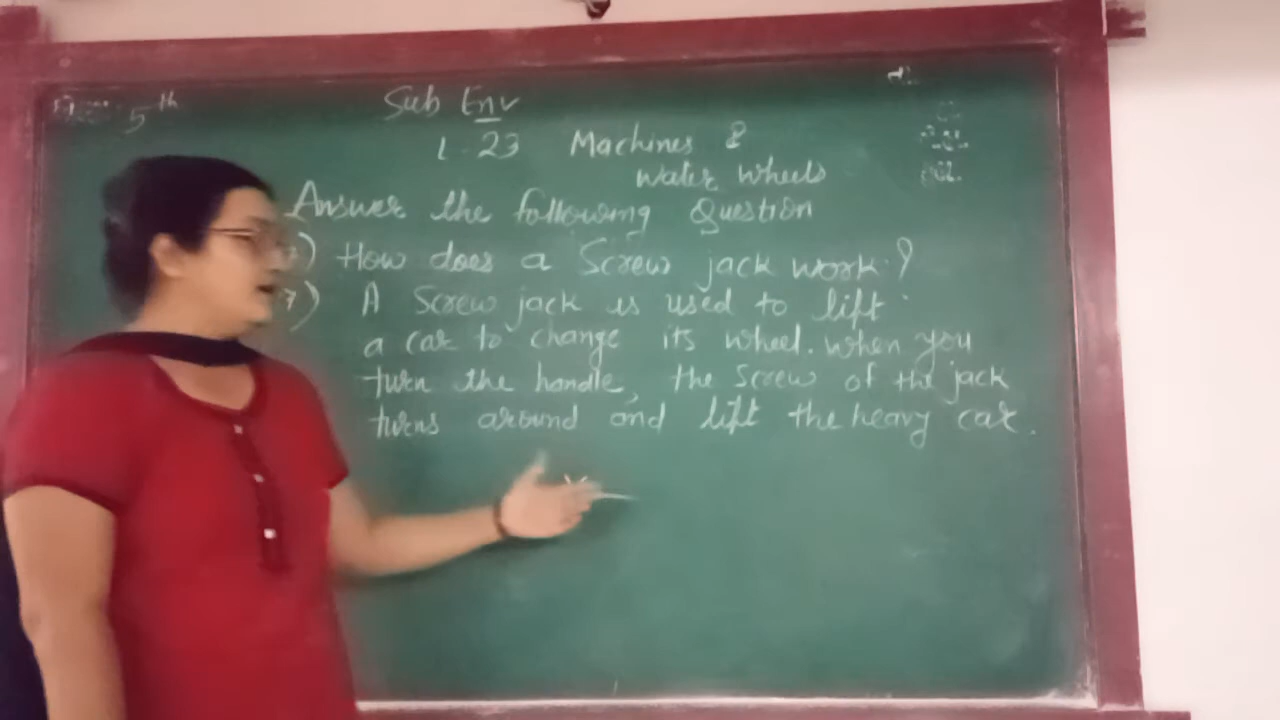 5th
Sub Env
L-23 Machines &
Water Wheels
Answer the following Question
) How does a Screw jack work?
7) A Screw jack is used to lift
a car to change its wheel. when you
turn the handle, the screw of the jack
turns around and lift the heavy car.